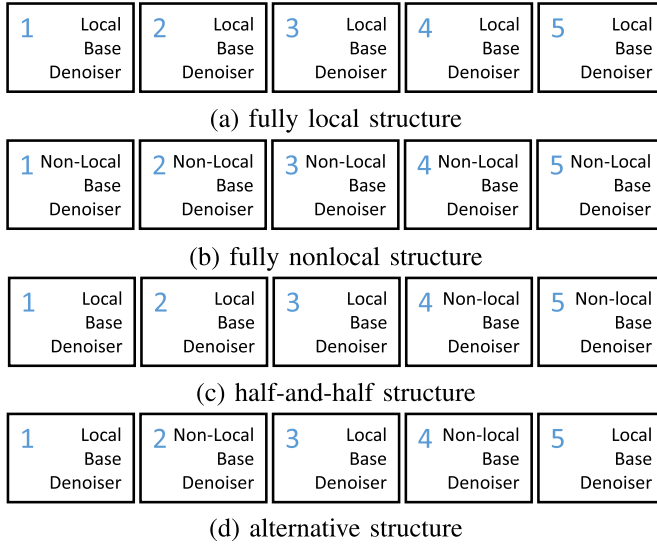 1 Local 2 Local 3 Local 4 Local 5 Local
Base Base Base Base Base
Denoiser Denoiser Denoiser Denoiser Denoiser
(a) fully local structure
1 Non-Local 2 Non-Local 3 Non-Local 4 Non-Local 5 Non-Local
Base Base Base Base Base
Denoiser Denoiser Denoiser Denoiser Denoiser
(b) fully nonlocal structure
1 Local 2 Local 3 Local 4 Non-local 5 Non-local
Base Base Base Base Base
Denoiser Denoiser Denoiser Denoiser Denoiser
(c) half-and-half structure
1 Local 2 Non-Local 3 Local 4 Non-local 5 Local
Base Base Base Base Base
Denoiser Denoiser Denoiser Denoiser Denoiser
(d) alternative structure